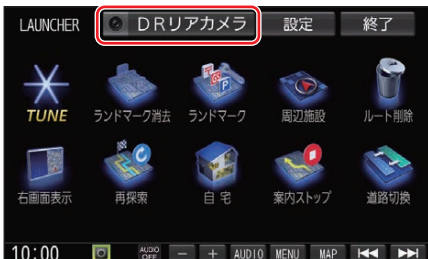 LAUNCHER DRリアカメラ 設定 終了
TUNE ランドマーク消去 ランドマーク 周辺施設 ルート削除
右画面表示 再探索 自宅 案内ストップ 道路切換
10:00 AUDIO OFF － ＋ AUDIO MENU MAP